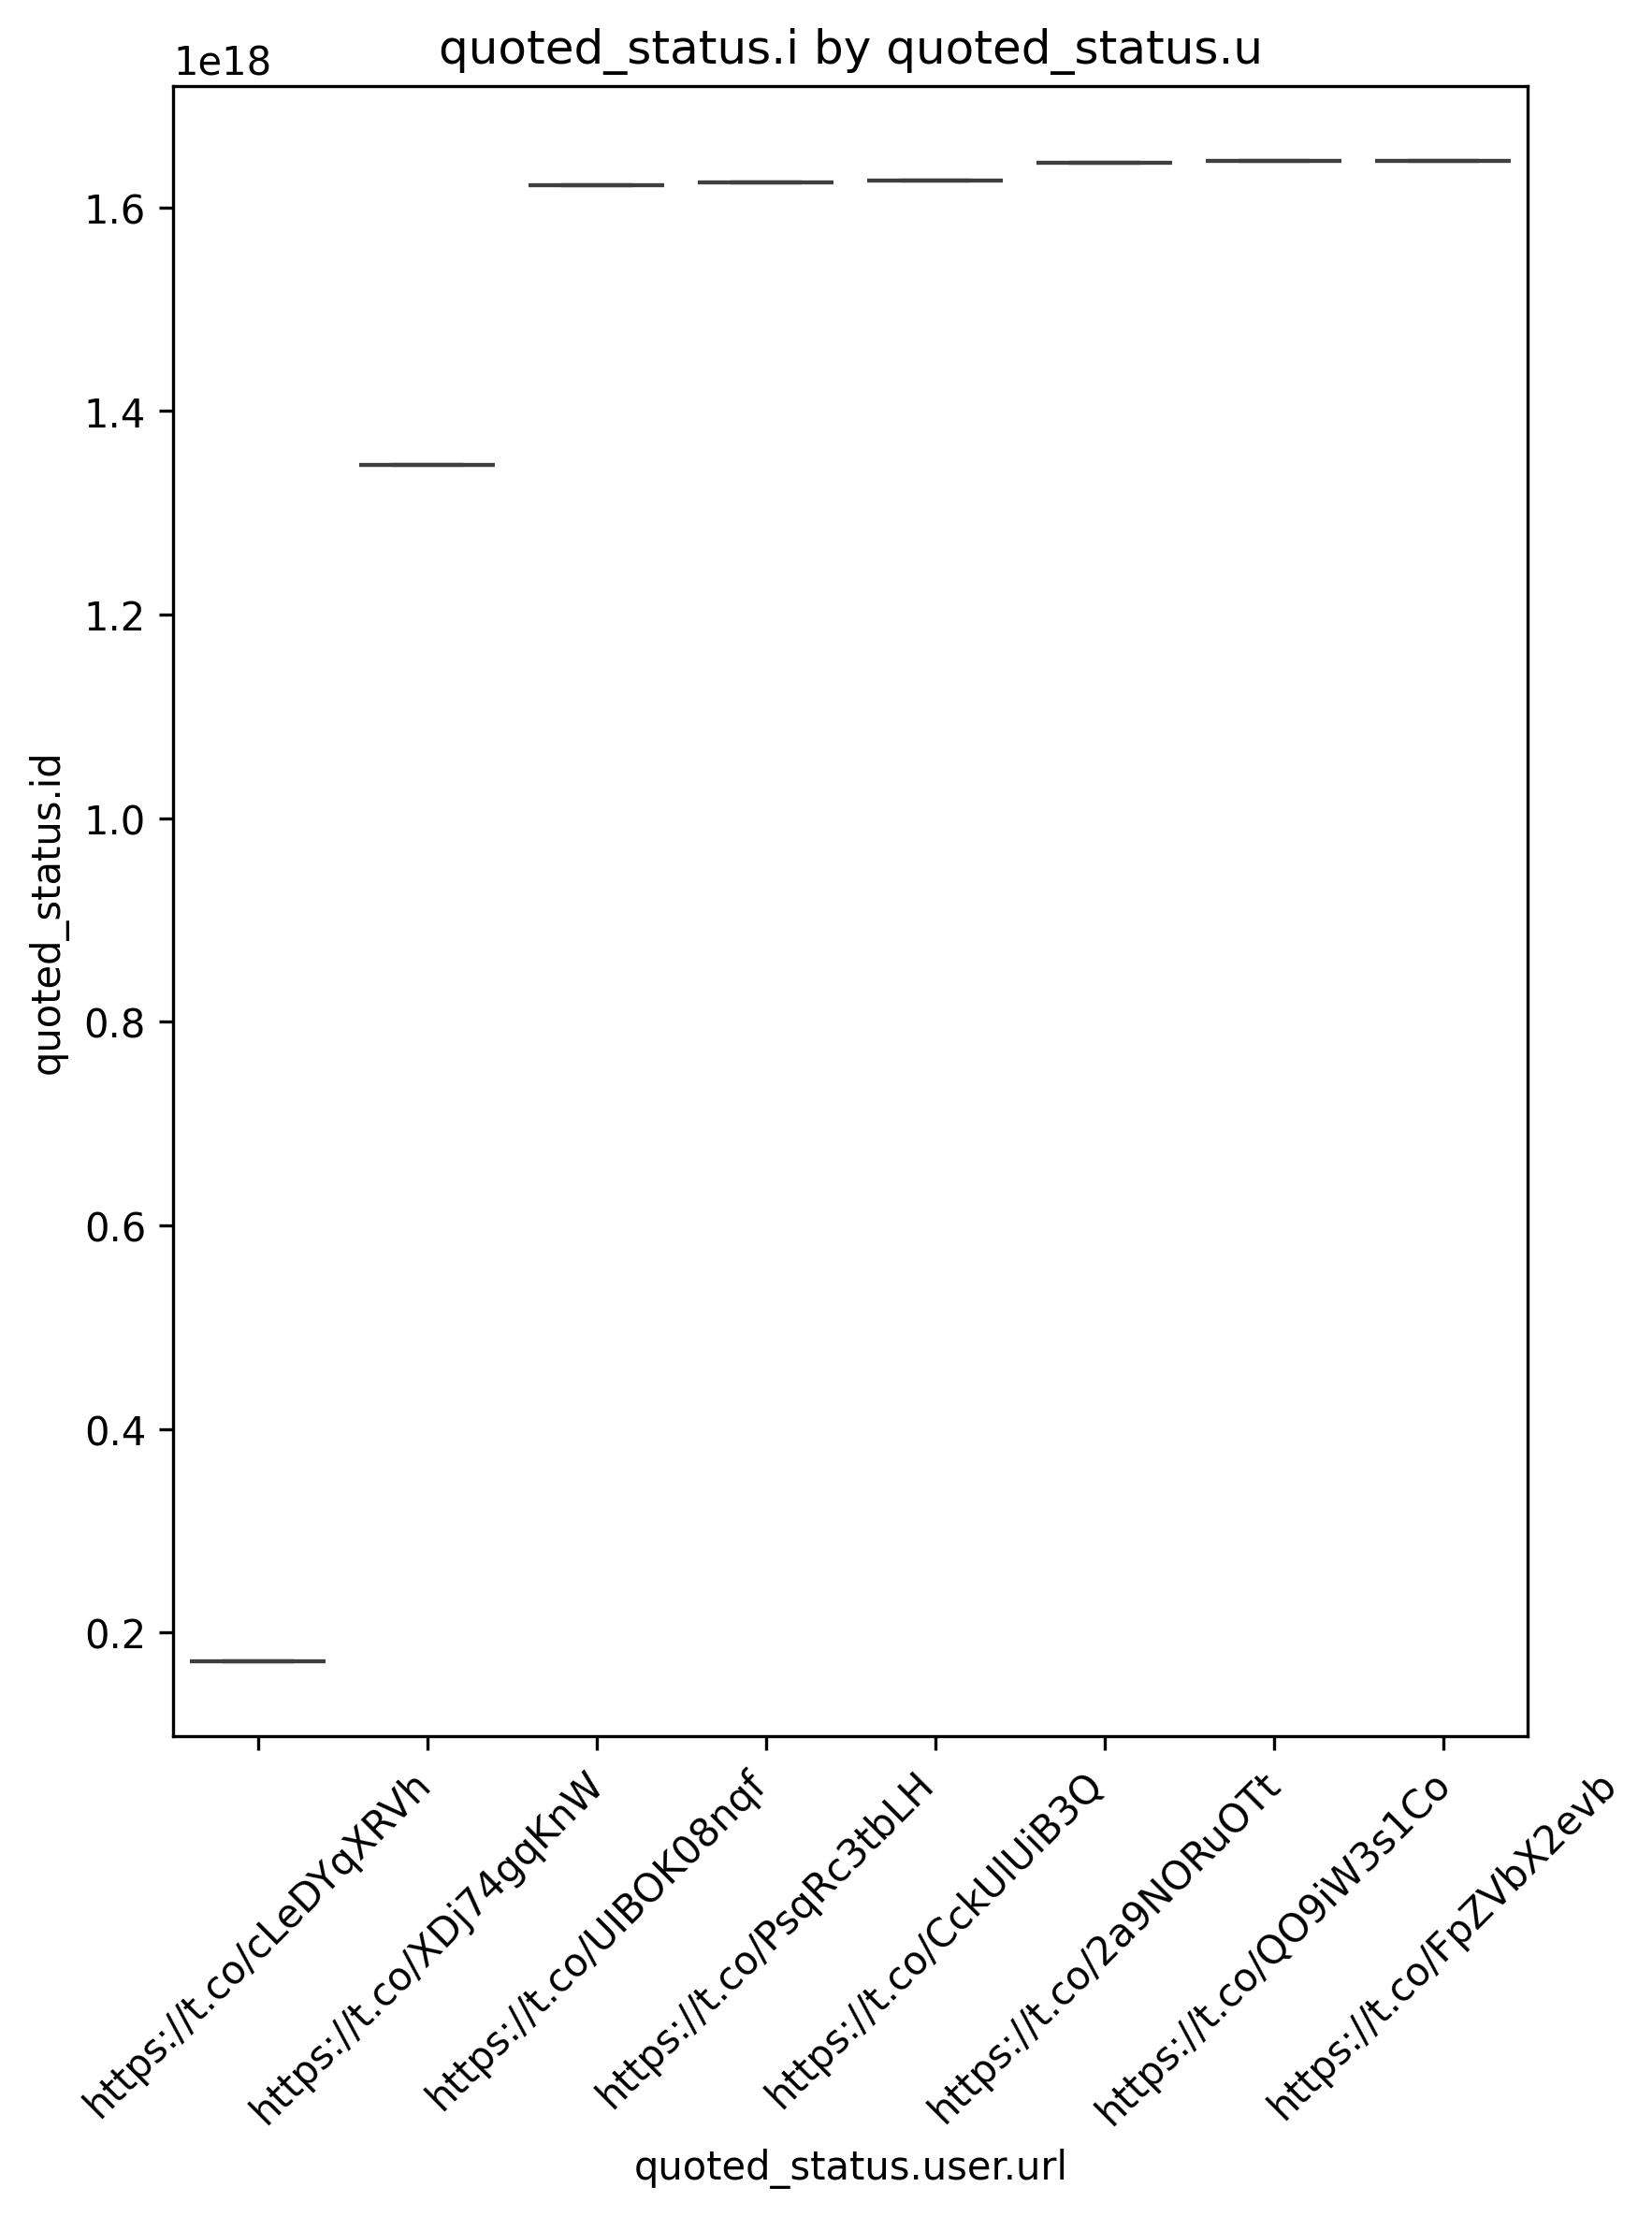 quoted_status.i by quoted_status.u
1e18
1.6
1.4
1.2
1.0
0.8
0.6
0.4
0.2
quoted_status.id
https://t.co/cLeDYqXRVh
https://t.co/XDj74gqKnW
https://t.co/UlBOK08nqf
https://t.co/PsqRc3tbLH
https://t.co/CckUlUiB3Q
https://t.co/2a9NORuOTt
https://t.co/QO9iW3s1Co
https://t.co/FpZVbX2evb
quoted_status.user.url